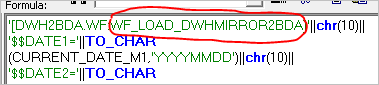 Formula:
'[DWH2BDA.WF:WF_LOAD_DWHMIRROR2BDA]'||chr(10)||
'$$DATE1='||TO_CHAR
(CURRENT_DATE_M1,'YYYYMMDD')||chr(10)||
'$$DATE2='||TO_CHAR